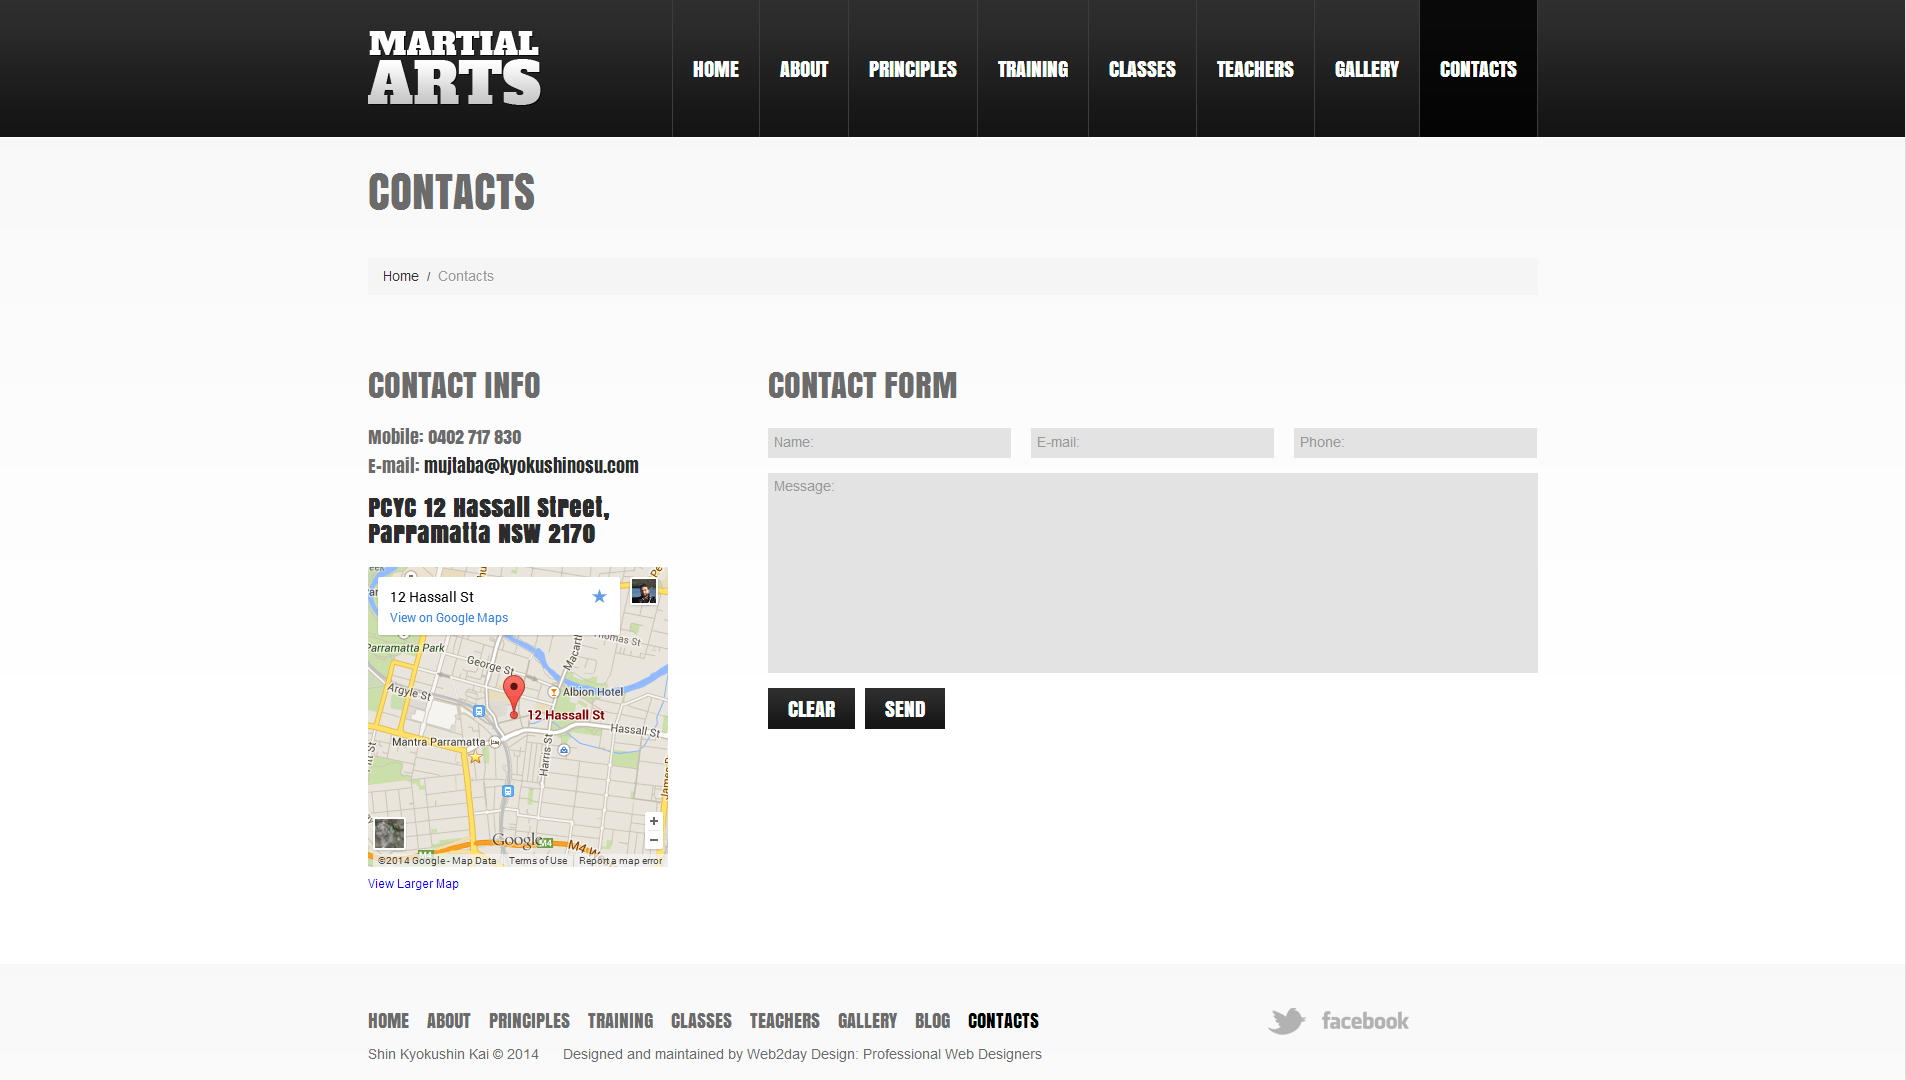 MARTIAL
ARTS
HOME
ABOUT
PRINCIPLES
TRAINING
CLASSES
TEACHERS
GALLERY
CONTACTS
CONTACTS
Home / Contacts
CONTACT INFO
Mobile: 0402 717 830
E-mail: mujtaba@kyokushinosu.com
PCYC 12 Hassall Street,
Parramatta NSW 2170
12 Hassall St
View on Google Maps
Thomas St
Parramatta Park
George St
Macart
Argyle St
Albion Hotel
12 Hassall St
Hassall St
Mantra Parramatta
Harris St
Google
M4
M4 W
+
−
©2014 Google - Map Data
Terms of Use
Report a map error
View Larger Map
CONTACT FORM
Name:
E-mail:
Phone:
Message:
CLEAR
SEND
HOME
ABOUT
PRINCIPLES
TRAINING
CLASSES
TEACHERS
GALLERY
BLOG
CONTACTS
facebook
Shin Kyokushin Kai © 2014 Designed and maintained by Web2day Design: Professional Web Designers